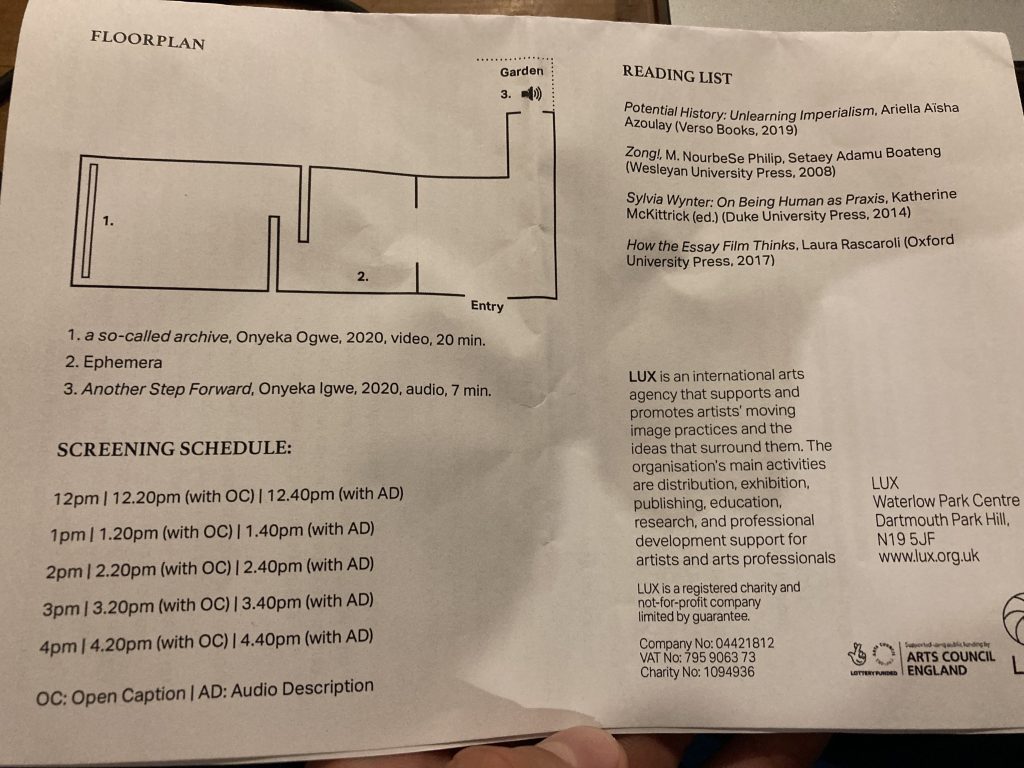 FLOORPLAN
Garden
3.
1.
2.
Entry
1. a so-called archive, Onyeka Ogwe, 2020, video, 20 min.
2. Ephemera
3. Another Step Forward, Onyeka Igwe, 2020, audio, 7 min.
SCREENING SCHEDULE:
12pm | 12.20pm (with OC) | 12.40pm (with AD)
1pm | 1.20pm (with OC) | 1.40pm (with AD)
2pm | 2.20pm (with OC) | 2.40pm (with AD)
3pm | 3.20pm (with OC) | 3.40pm (with AD)
4pm | 4.20pm (with OC) | 4.40pm (with AD)
OC: Open Caption | AD: Audio Description
READING LIST
Potential History: Unlearning Imperialism, Ariella Aïsha
Azoulay (Verso Books, 2019)
Zong!, M. NourbeSe Philip, Setaey Adamu Boateng
(Wesleyan University Press, 2008)
Sylvia Wynter: On Being Human as Praxis, Katherine
McKittrick (ed.) (Duke University Press, 2014)
How the Essay Film Thinks, Laura Rascaroli (Oxford
University Press, 2017)
LUX is an international arts
agency that supports and
promotes artists' moving
image practices and the
ideas that surround them. The
organisation's main activities
are distribution, exhibition,
publishing, education,
research, and professional
development support for
artists and arts professionals
LUX is a registered charity and
not-for-profit company
limited by guarantee.
Company No: 04421812
VAT No: 795 9063 73
Charity No: 1094936
LUX
Waterlow Park Centre
Dartmouth Park Hill,
N19 5JF
www.lux.org.uk
LOTTERY FUNDED
Supported using public funding by
ARTS COUNCIL
ENGLAND
L